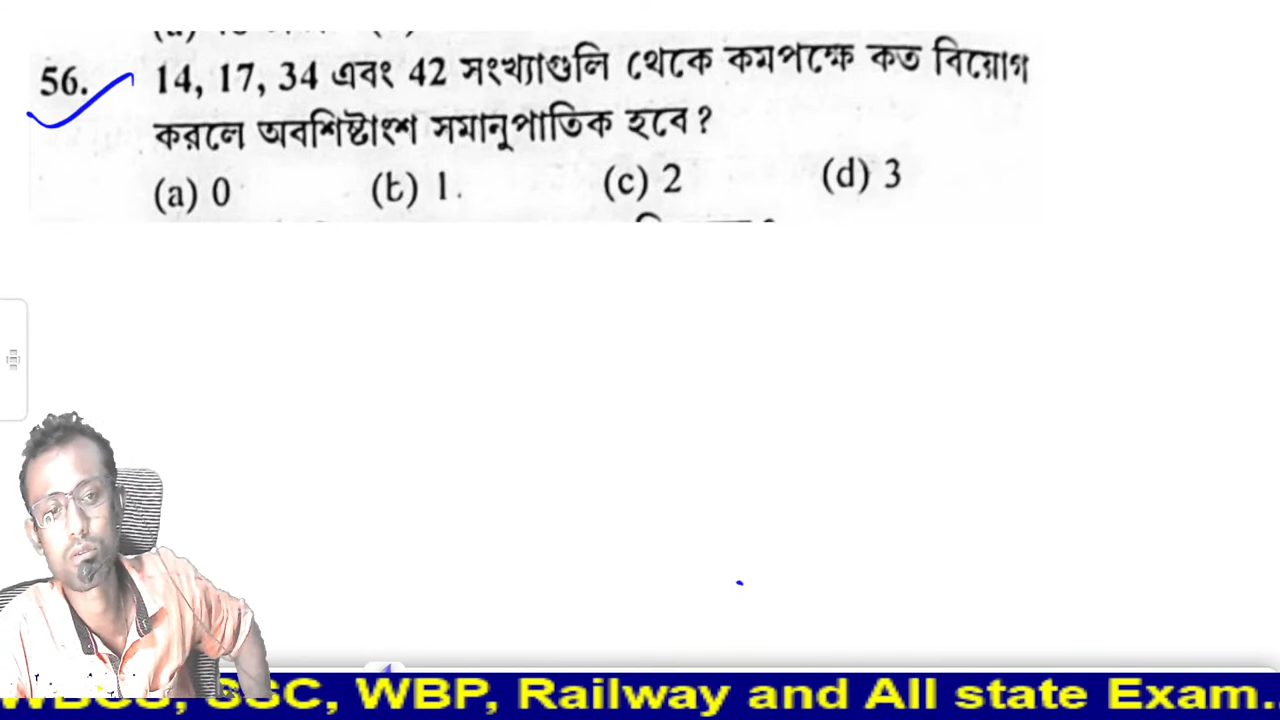 56. 14, 17, 34 এবং 42 সংখ্যাগুলি থেকে কমপক্ষে কত বিয়োগ
করলে অবশিষ্টাংশ সমানুপাতিক হবে ?
(a) 0 (b) 1. (c) 2 (d) 3
WBCS, SSC, WBP, Railway and All state Exam.